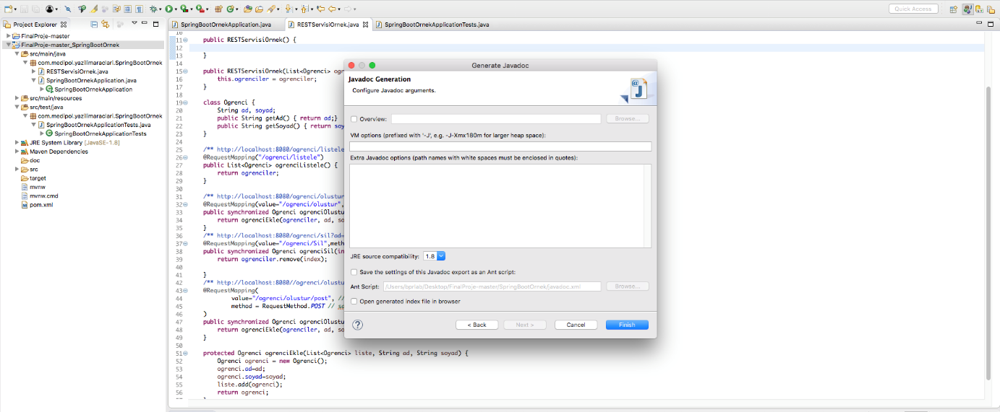 Quick Access
Project Explorer
FinalProje-master
FinalProje-master_SpringBootOrnek
src/main/java
com.medipol.yazilimaraclari.SpringBootOrnek
RESTServisiOrnek.java
SpringBootOrnekApplication.java
SpringBootOrnekApplication
src/main/resources
src/test/java
com.medipol.yazilimaraclari.SpringBootOrnek
SpringBootOrnekApplicationTests.java
SpringBootOrnekApplicationTests
JRE System Library [JavaSE-1.8]
Maven Dependencies
doc
src
target
mvnw
mvnw.cmd
pom.xml
SpringBootOrnekApplication.java
RESTServisiOrnek.java
SpringBootOrnekApplicationTests.java
10
11 public RESTServisiOrnek() {
12
13 }
14
15 public RESTServisiOrnek(List<Ogrenci> ogr
16 this.ogrenciler = ogrenciler;
17 }
18
19 class Ogrenci {
20 String ad, soyad;
21 public String getAd() { return ad;}
22 public String getSoyad() { return soy
23 }
24
25 /** http://localhost:8080/ogrenci/listele
26 @RequestMapping("/ogrenci/listele")
27 public List<Ogrenci> ogrenciListele() {
28 return ogrenciler;
29 }
30
31 /** http://localhost:8080/ogrenci/olustur
32 @RequestMapping(value="/ogrenci/olustur",
33 public synchronized Ogrenci ogrenciOlustu
34 return ogrenciEkle(ogrenciler, ad, so
35 }
36 /** http://localhost:8080/ogrenci/sil?ad=
37 @RequestMapping(value="/ogrenci/Sil",meth
38 public synchronized Ogrenci ogrenciSil(in
39 return ogrenciler.remove(index);
40
41 }
42 /** http://localhost:8080//ogrenci/olustu
43 @RequestMapping(
44 value="/ogrenci/olustur/post", //
45 method = RequestMethod.POST // se
46 )
47 public synchronized Ogrenci ogrenciOlustu
48 return ogrenciEkle(ogrenciler, ad, so
49 }
50
51 protected Ogrenci ogrenciEkle(List<Ogrenci> liste, String ad, String soyad) {
52 Ogrenci ogrenci = new Ogrenci();
53 ogrenci.ad=ad;
54 ogrenci.soyad=soyad;
55 liste.add(ogrenci);
56 return ogrenci;
Generate Javadoc
Javadoc Generation
Configure Javadoc arguments.
Overview:
Browse...
VM options (prefixed with '-J', e.g. -J-Xmx180m for larger heap space):
Extra Javadoc options (path names with white spaces must be enclosed in quotes):
JRE source compatibility: 1.8
Save the settings of this Javadoc export as an Ant script:
Ant Script: /Users/bprlab/Desktop/FinalProje-master/SpringBootOrnek/javadoc.xml Browse...
Open generated index file in browser
? < Back Next > Cancel Finish